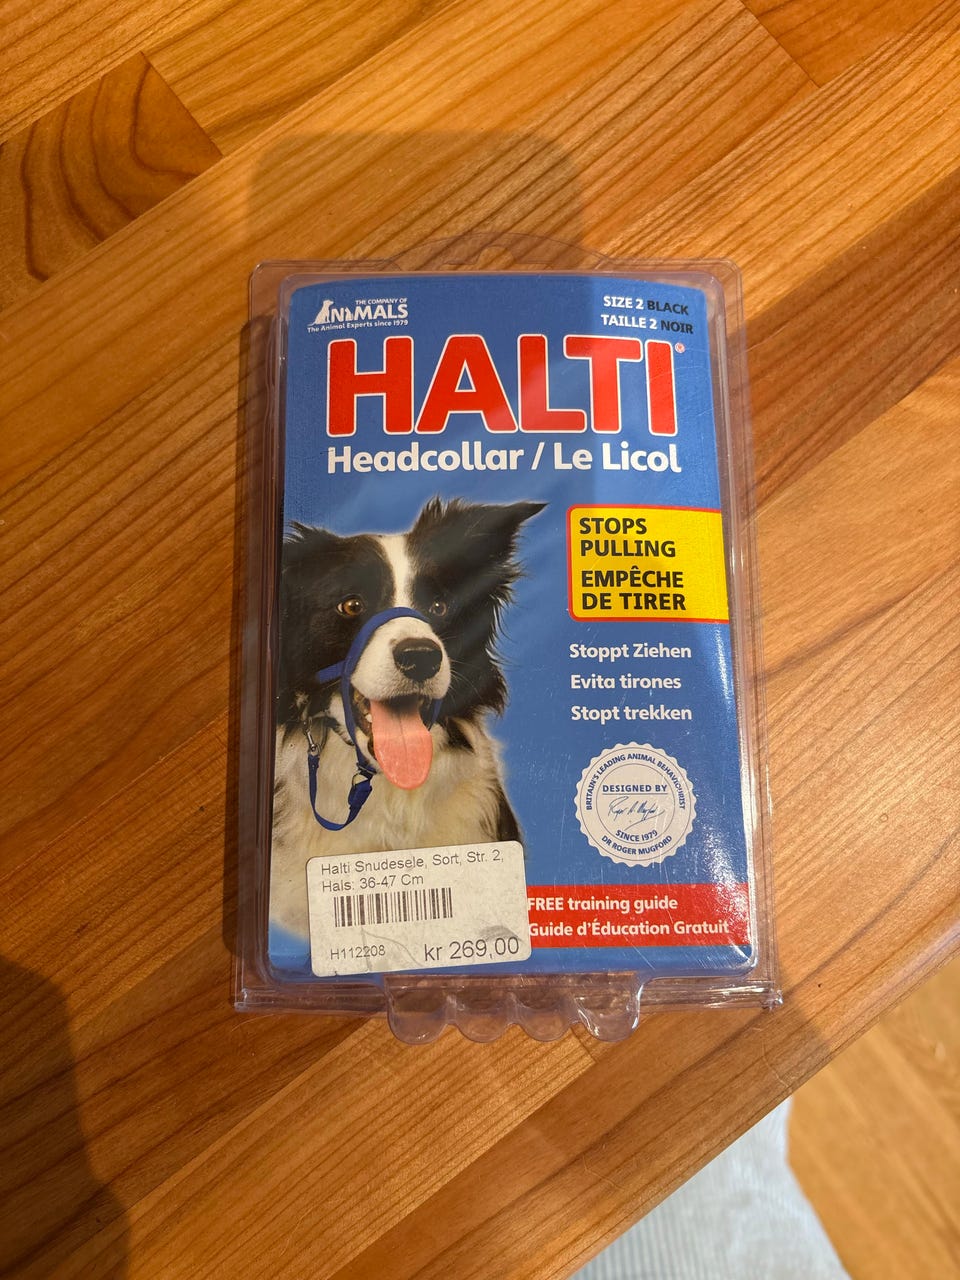 THE COMPANY OF
ANIMALS
The Animal Experts since 1979
SIZE 2 BLACK
TAILLE 2 NOIR
HALTI®
Headcollar / Le Licol
STOPS
PULLING
EMPÊCHE
DE TIRER
Stoppt Ziehen
Evita tirones
Stopt trekken
BRITAIN'S LEADING ANIMAL BEHAVIOURIST
DESIGNED BY
SINCE 1979
DR ROGER MUGFORD
Halti Snudesele, Sort, Str. 2,
Hals: 36-47 Cm
H112208
kr 269,00
FREE training guide
Guide d'Éducation Gratuit